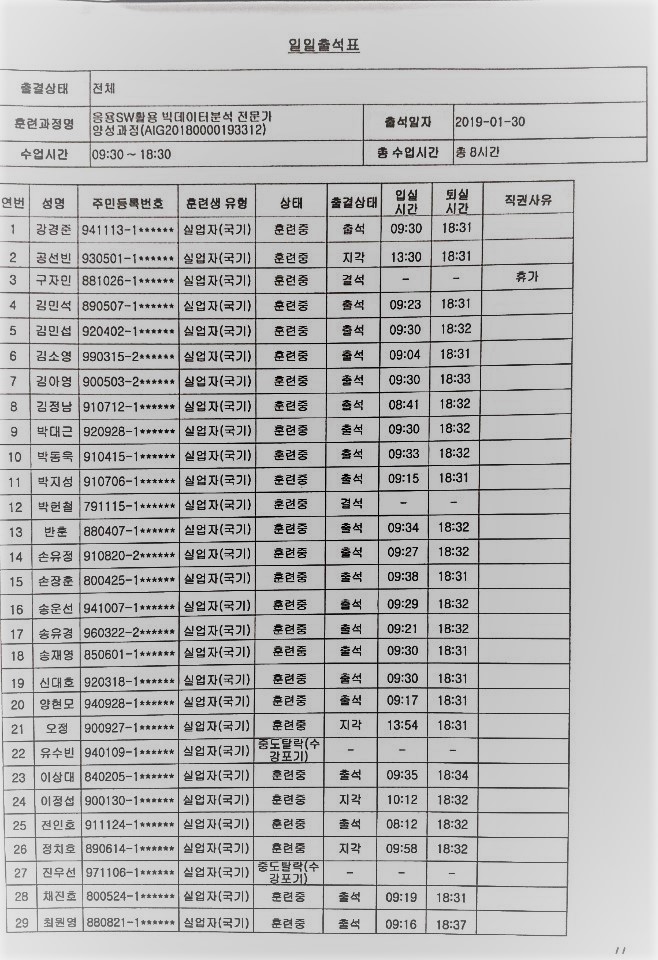 일일출석표
출결상태 전체
훈련과정명 응용SW활용 빅데이터분석 전문가 양성과정(AIG20180000193312) 출석일자 2019-01-30
수업시간 09:30 ~ 18:30 총 수업시간 총 8시간
연번 성명 주민등록번호 훈련생 유형 상태 출결상태 입실시간 퇴실시간 직권사유
1 강경준 941113-1****** 실업자(국기) 훈련중 출석 09:30 18:31
2 공선빈 930501-1****** 실업자(국기) 훈련중 지각 13:30 18:31
3 구자민 881026-1****** 실업자(국기) 훈련중 결석 - - 휴가
4 김민석 890507-1****** 실업자(국기) 훈련중 출석 09:23 18:31
5 김민섭 920402-1****** 실업자(국기) 훈련중 출석 09:30 18:32
6 김소영 990315-2****** 실업자(국기) 훈련중 출석 09:04 18:31
7 김아영 900503-2****** 실업자(국기) 훈련중 출석 09:30 18:33
8 김정남 910712-1****** 실업자(국기) 훈련중 출석 08:41 18:32
9 박대근 920928-1****** 실업자(국기) 훈련중 출석 09:30 18:32
10 박동욱 910415-1****** 실업자(국기) 훈련중 출석 09:33 18:32
11 박지성 910706-1****** 실업자(국기) 훈련중 출석 09:15 18:31
12 박헌철 791115-1****** 실업자(국기) 훈련중 결석 - -
13 반훈 880407-1****** 실업자(국기) 훈련중 출석 09:34 18:32
14 손유정 910820-2****** 실업자(국기) 훈련중 출석 09:27 18:32
15 손장훈 800425-1****** 실업자(국기) 훈련중 출석 09:38 18:31
16 송운선 941007-1****** 실업자(국기) 훈련중 출석 09:29 18:32
17 송유경 960322-2****** 실업자(국기) 훈련중 출석 09:21 18:32
18 송재영 850601-1****** 실업자(국기) 훈련중 출석 09:30 18:31
19 신대호 920318-1****** 실업자(국기) 훈련중 출석 09:30 18:31
20 양현모 940928-1****** 실업자(국기) 훈련중 출석 09:17 18:31
21 오정 900927-1****** 실업자(국기) 훈련중 지각 13:54 18:31
22 유수빈 940109-1****** 실업자(국기) 중도탈락(수강포기) - -
23 이상대 840205-1****** 실업자(국기) 훈련중 출석 09:35 18:34
24 이정섭 900130-1****** 실업자(국기) 훈련중 지각 10:12 18:32
25 전인호 911124-1****** 실업자(국기) 훈련중 출석 08:12 18:32
26 정치호 890614-1****** 실업자(국기) 훈련중 지각 09:58 18:32
27 진우선 971106-1****** 실업자(국기) 중도탈락(수강포기) - -
28 채진호 800524-1****** 실업자(국기) 훈련중 출석 09:19 18:31
29 최원영 880821-1****** 실업자(국기) 훈련중 출석 09:16 18:37